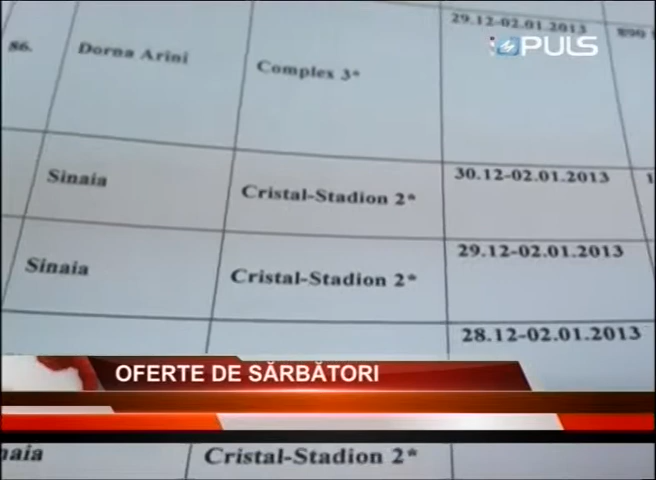 29.12-02.01.2013
PULS
86. Dorna Arini Complex 3*
Sinaia Cristal-Stadion 2* 30.12-02.01.2013
Sinaia Cristal-Stadion 2* 29.12-02.01.2013
28.12-02.01.2013
OFERTE DE SĂRBĂTORI
Cristal-Stadion 2*